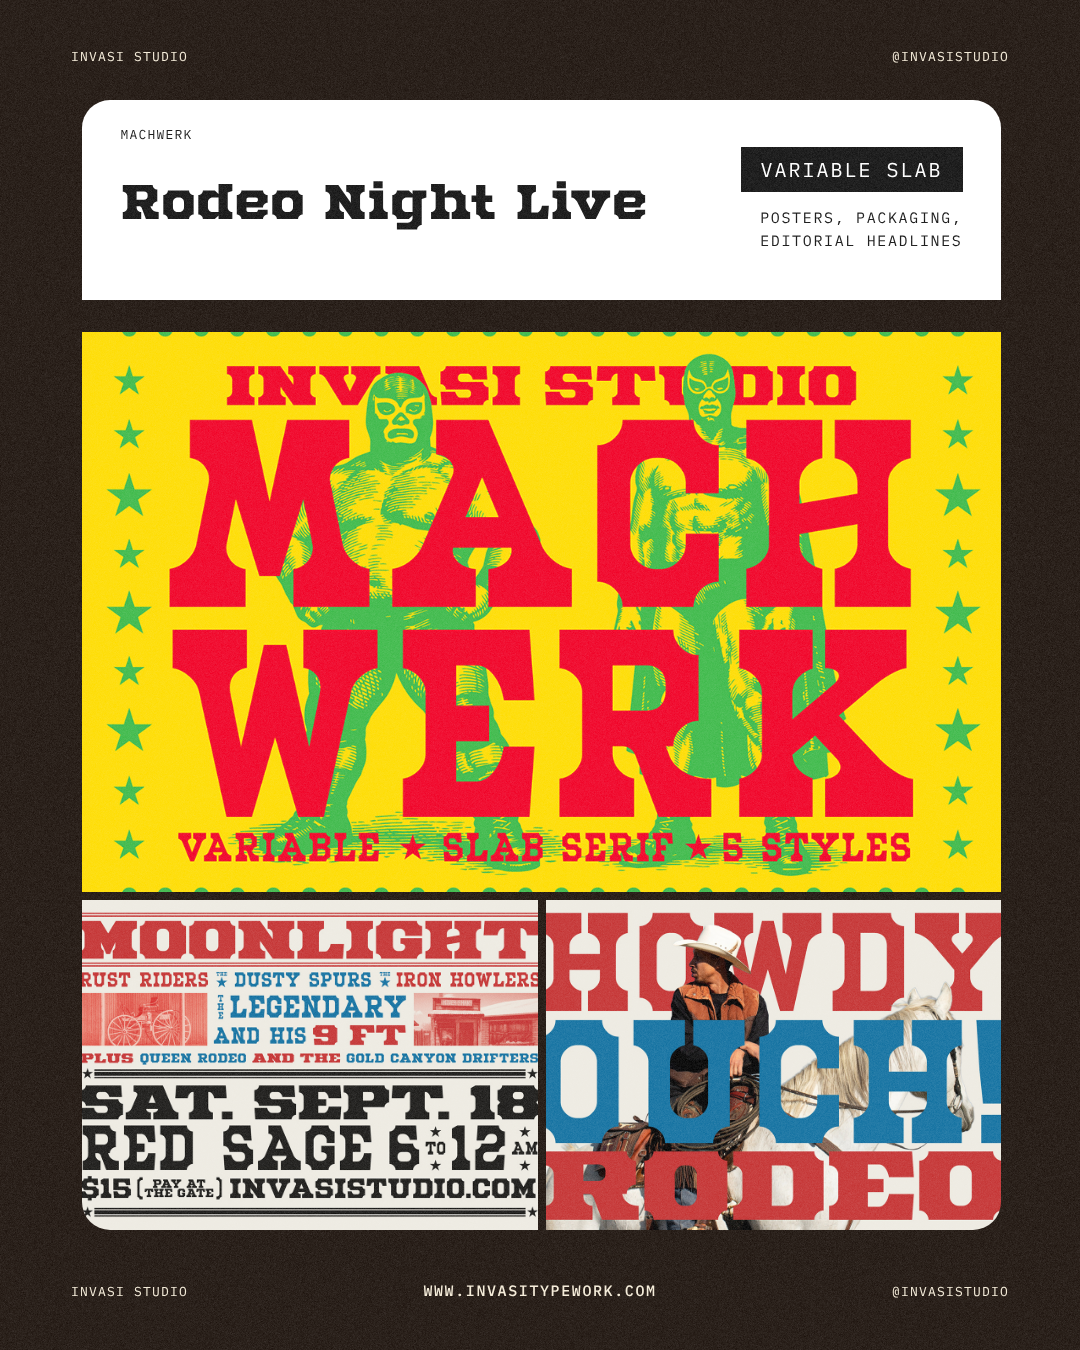 INVASI STUDIO
@INVASISTUDIO
MACHWERK
Rodeo Night Live
VARIABLE SLAB
POSTERS, PACKAGING,
EDITORIAL HEADLINES
INVASI STUDIO
MACH
WERK
VARIABLE ★ SLAB SERIF ★ 5 STYLES
MOONLIGHT
RUST RIDERS ★ THE DUSTY SPURS ★ THE IRON HOWLERS
THE LEGENDARY
AND HIS 9 FT
PLUS QUEEN RODEO AND THE GOLD CANYON DRIFTERS
SAT. SEPT. 18
RED SAGE 6 TO 12 AM
$15 (PAY AT THE GATE) INVASISTUDIO.COM
HOWDY
OUCH!
RODEO
INVASI STUDIO
WWW.INVASITYPEWORK.COM
@INVASISTUDIO